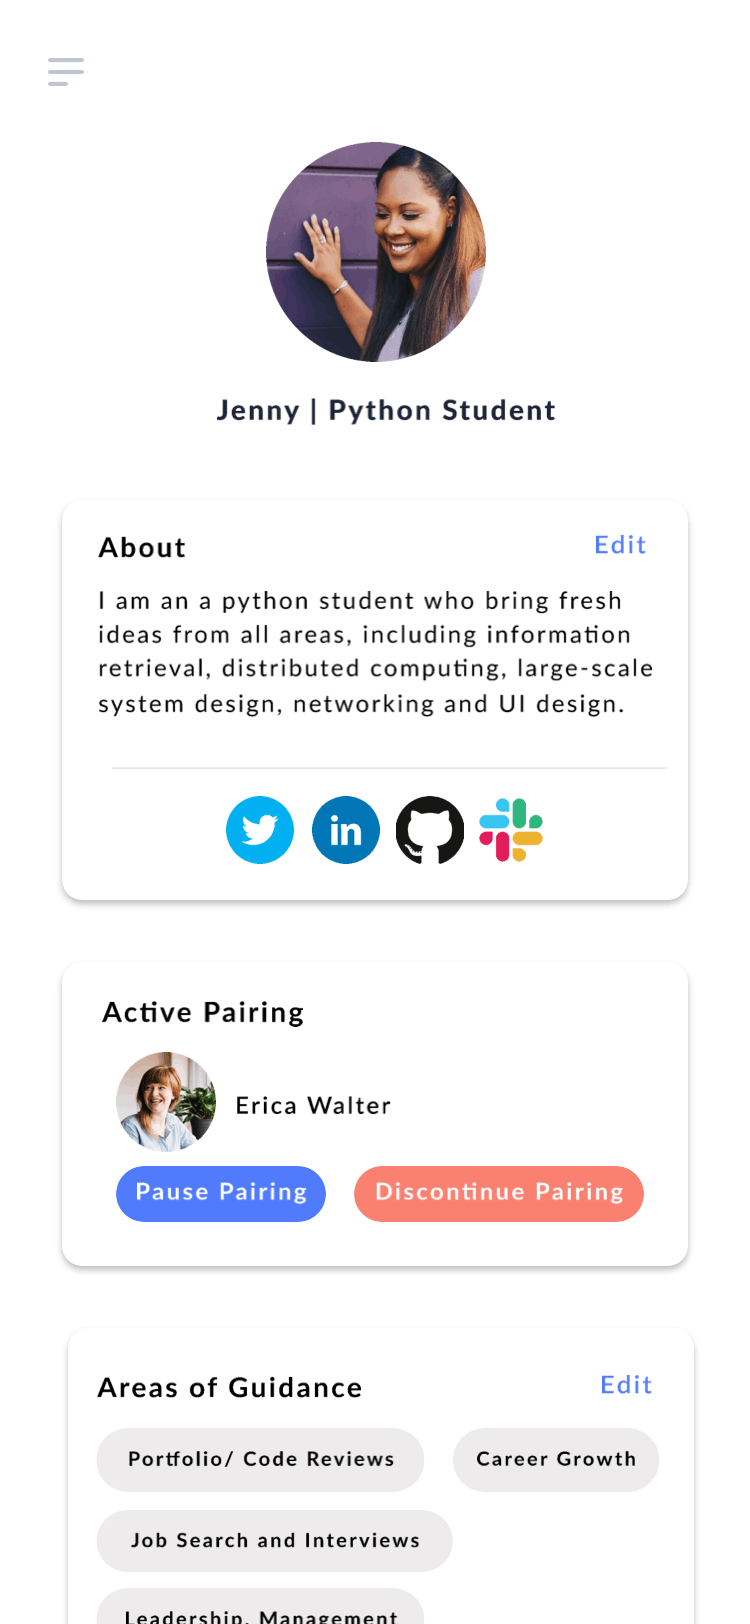 Jenny | Python Student
About
Edit
I am an a python student who bring fresh
ideas from all areas, including information
retrieval, distributed computing, large-scale
system design, networking and UI design.
in
Active Pairing
Erica Walter
Pause Pairing
Discontinue Pairing
Areas of Guidance
Edit
Portfolio/ Code Reviews
Career Growth
Job Search and Interviews
Leadership, Management